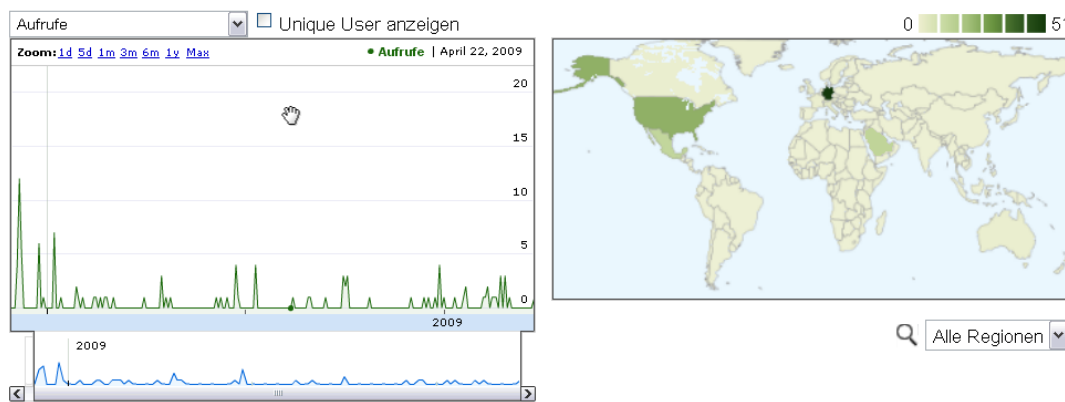 Aufrufe
Unique User anzeigen
0
Zoom: 1d 5d 1m 3m 6m 1y Max
Aufrufe | April 22, 2009
20
15
10
5
0
2009
2009
Alle Regionen